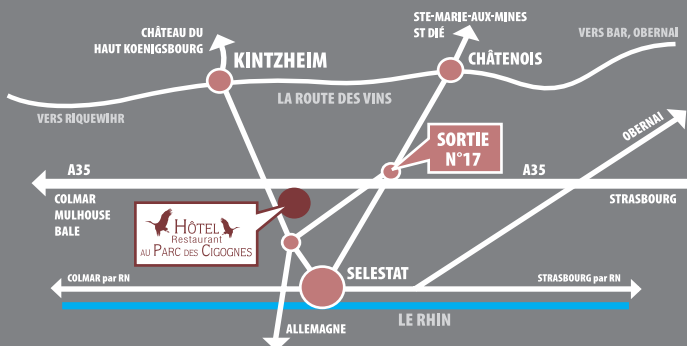 CHÂTEAU DU
HAUT KOENIGSBOURG
STE-MARIE-AUX-MINES
ST DIÉ
VERS BAR, OBERNAI
KINTZHEIM
CHÂTENOIS
LA ROUTE DES VINS
VERS RIQUEWIHR
OBERNAI
SORTIE
N°17
A35
A35
COLMAR
MULHOUSE
BALE
STRASBOURG
HÔTEL
Restaurant
AU PARC DES CIGOGNES
SELESTAT
COLMAR par RN
STRASBOURG par RN
LE RHIN
ALLEMAGNE